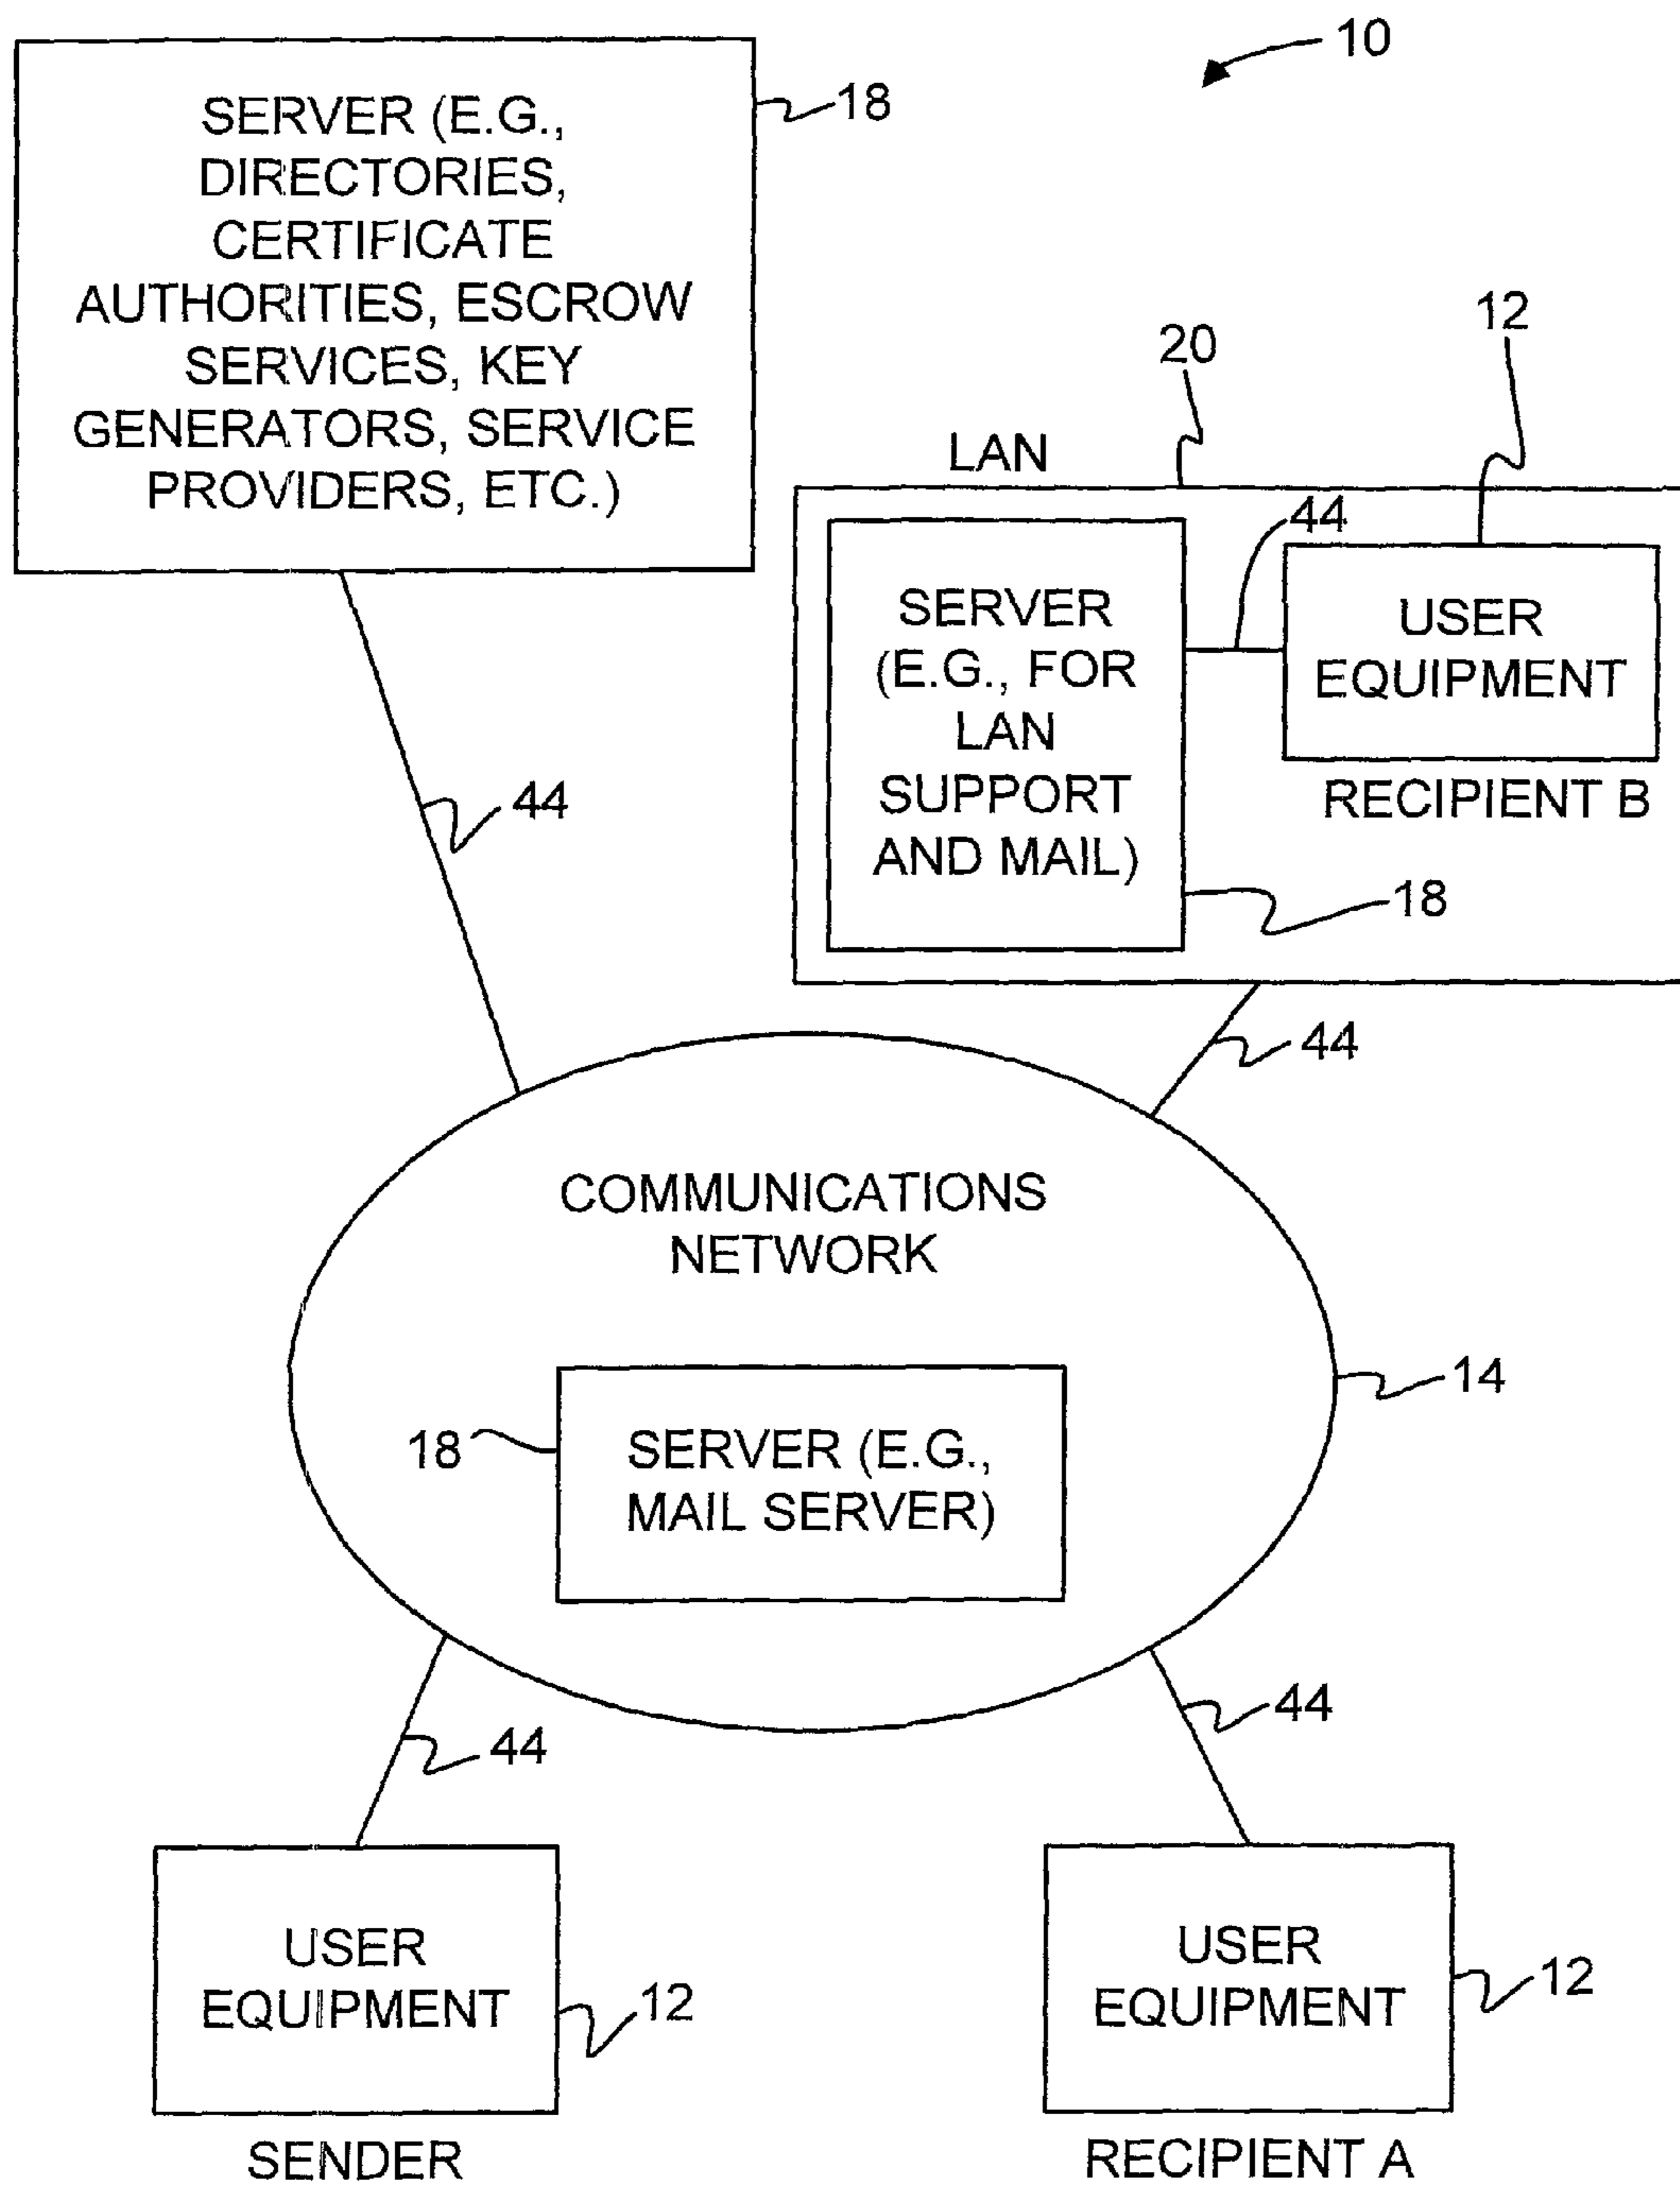 10
SERVER (E.G.,
DIRECTORIES,
CERTIFICATE
AUTHORITIES, ESCROW
SERVICES, KEY
GENERATORS, SERVICE
PROVIDERS, ETC.)
18
12
20
LAN
44
SERVER
(E.G., FOR
LAN
SUPPORT
AND MAIL)
USER
EQUIPMENT
RECIPIENT B
18
44
44
COMMUNICATIONS
NETWORK
14
18
SERVER (E.G.,
MAIL SERVER)
44
44
USER
EQUIPMENT
12
SENDER
USER
EQUIPMENT
12
RECIPIENT A